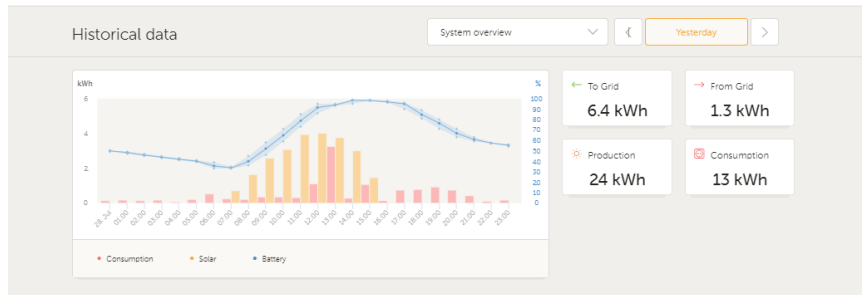 Historical data
System overview
Yesterday
kWh
%
6
4
2
0
100
90
80
70
60
50
40
30
20
10
0
28. Jul
01:00
02:00
03:00
04:00
05:00
06:00
07:00
08:00
09:00
10:00
11:00
12:00
13:00
14:00
15:00
16:00
17:00
18:00
19:00
20:00
21:00
22:00
23:00
Consumption
Solar
Battery
To Grid
6.4 kWh
From Grid
1.3 kWh
Production
24 kWh
Consumption
13 kWh